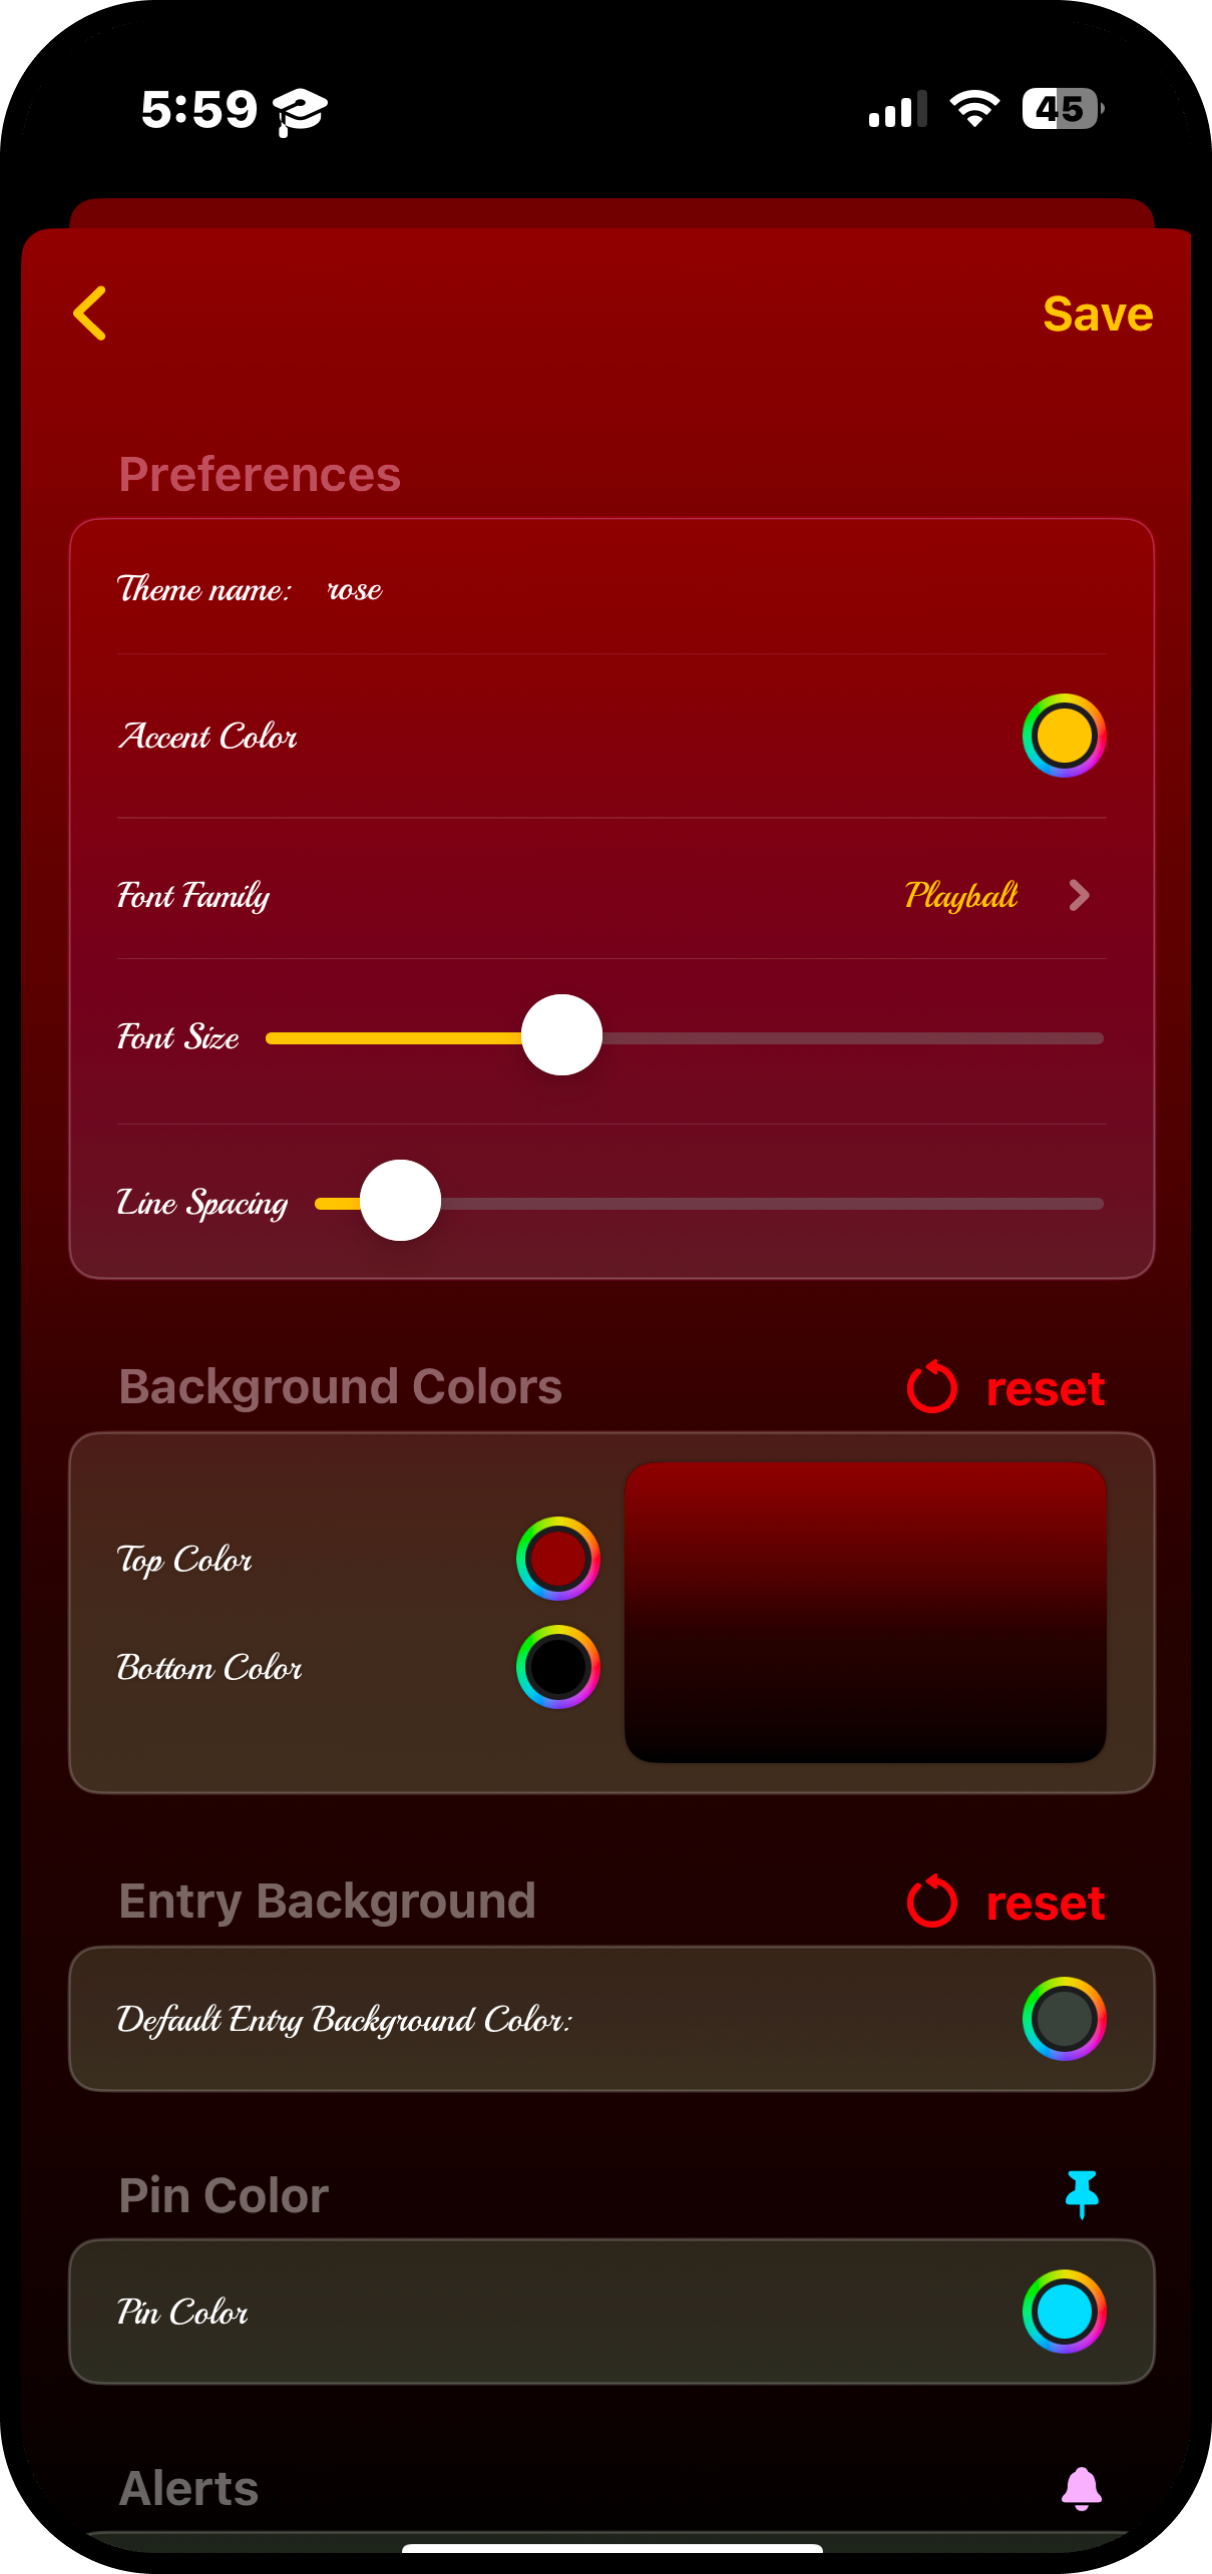 5:59
45
Save
Preferences
Theme name: rose
Accent Color
Font Family Playball
Font Size
Line Spacing
Background Colors reset
Top Color
Bottom Color
Entry Background reset
Default Entry Background Color:
Pin Color
Pin Color
Alerts